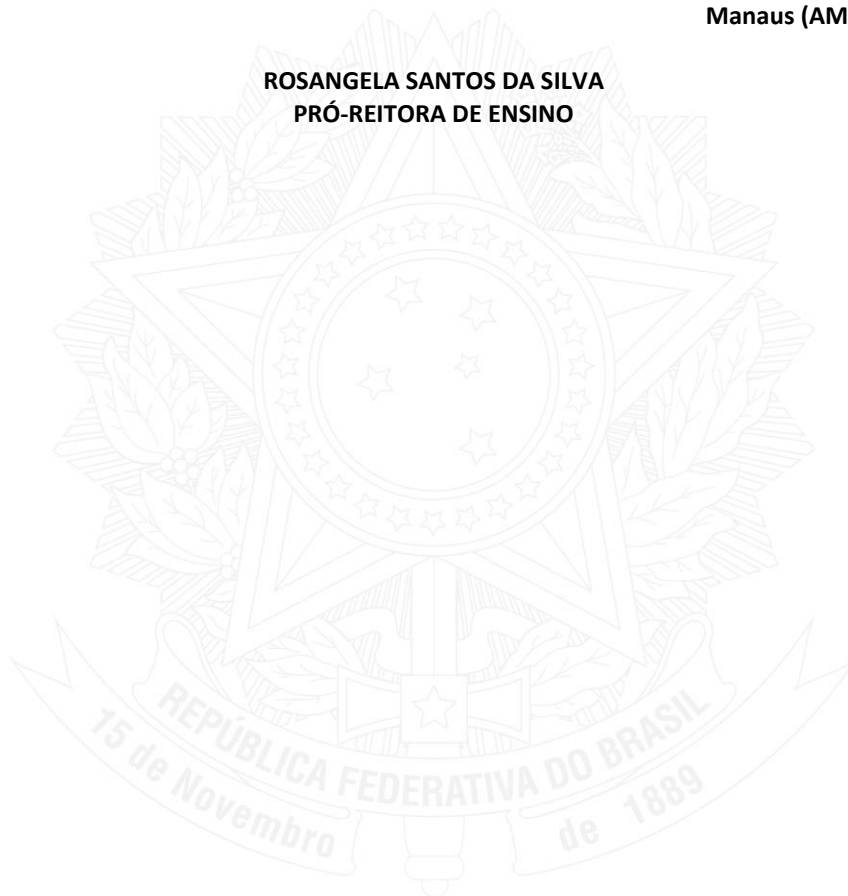 Manaus (AM
ROSANGELA SANTOS DA SILVA
PRÓ-REITORA DE ENSINO
REPÚBLICA FEDERATIVA DO BRASIL
15 de Novembro de 1889